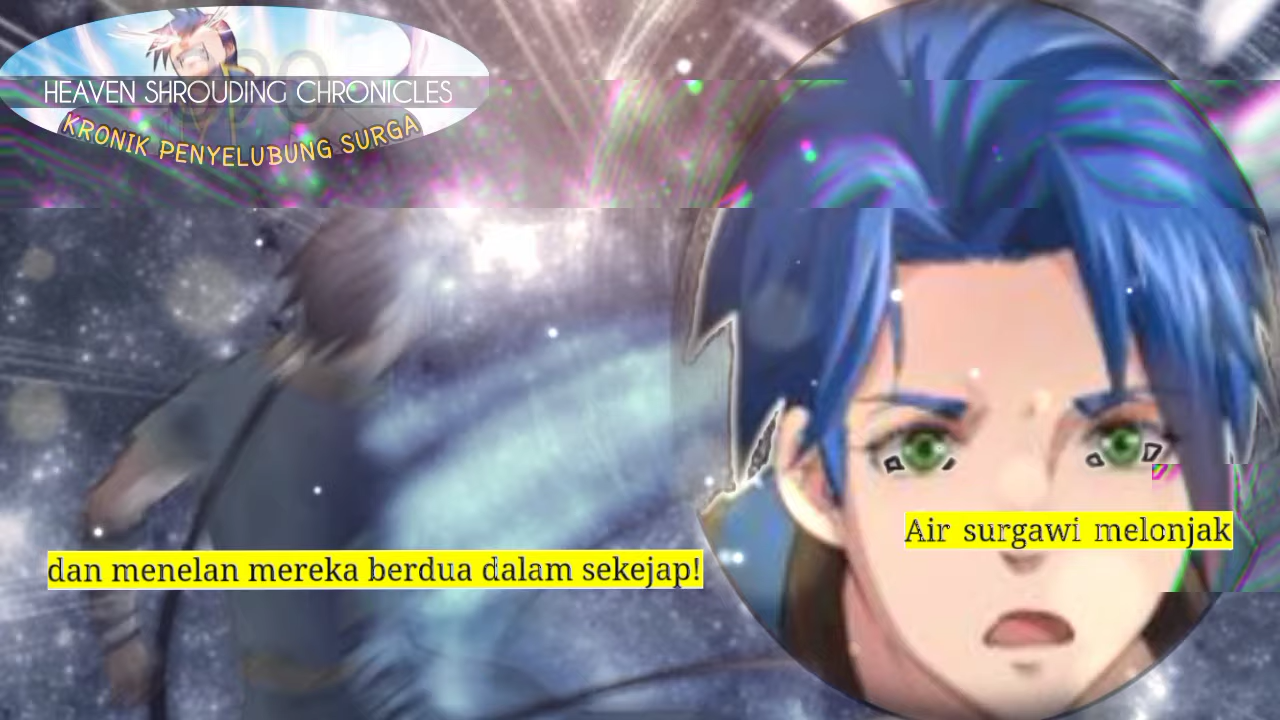 HEAVEN SHROUDING CHRONICLES
KRONIK PENYELUBUNG SURGA
Air surgawi melonjak
dan menelan mereka berdua dalam sekejap!